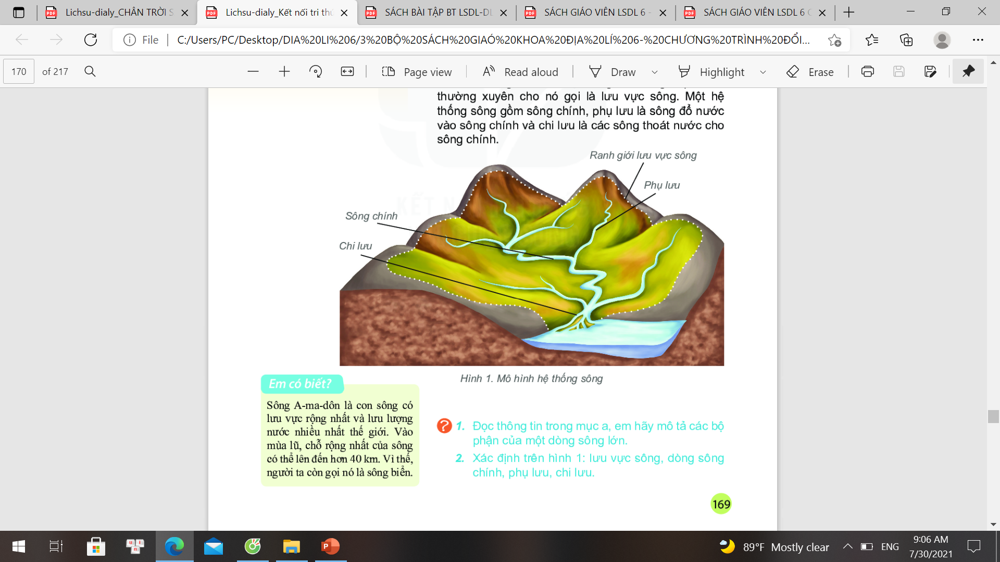 Lichsu-dialy_CHÂN TRỜI S
Lichsu-dialy_Kết nối tri thứ
SÁCH BÀI TẬP BT LSDL-DL
SÁCH GIÁO VIÊN LSDL 6 -
SÁCH GIÁO VIÊN LSDL 6 C
File
C:/Users/PC/Desktop/DIA%20LI%206/3%20BỘ%20SÁCH%20GIAÓ%20KHOA%20ĐỊA%20LÍ%206-%20CHƯƠNG%20TRÌNH%20ĐỔI...
170 of 217
Page view
Read aloud
Draw
Highlight
Erase
thường xuyên cho nó gọi là lưu vực sông. Một hệ
thống sông gồm sông chính, phụ lưu là sông đổ nước
vào sông chính và chi lưu là các sông thoát nước cho
sông chính.
Ranh giới lưu vực sông
Phụ lưu
Sông chính
Chi lưu
Hình 1. Mô hình hệ thống sông
Em có biết?
Sông A-ma-dôn là con sông có
lưu vực rộng nhất và lưu lượng
nước nhiều nhất thế giới. Vào
mùa lũ, chỗ rộng nhất của sông
có thể lên đến hơn 40 km. Vì thế,
người ta còn gọi nó là sông biển.
? 1. Đọc thông tin trong mục a, em hãy mô tả các bộ
phận của một dòng sông lớn.
2. Xác định trên hình 1: lưu vực sông, dòng sông
chính, phụ lưu, chi lưu.
169
89°F Mostly clear
ENG
9:06 AM
7/30/2021